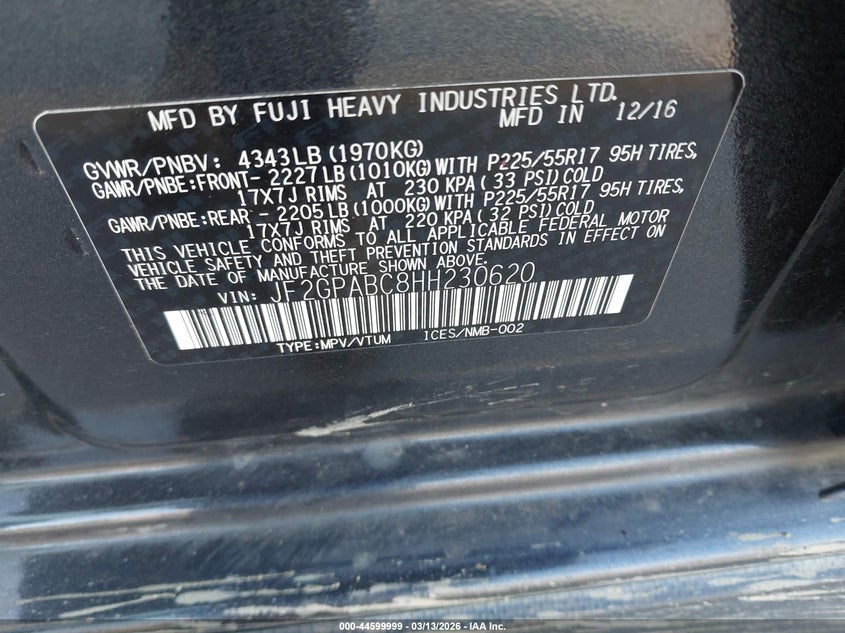 MFD BY FUJI HEAVY INDUSTRIES LTD.
MFD IN 12/16
GVWR/PNBV: 4343LB(1970KG)
GAWR/PNBE:FRONT- 2227LB(1010KG)WITH P225/55R17 95H TIRES,
17X7J RIMS AT 230 KPA(33 PSI)COLD
GAWR/PNBE:REAR - 2205LB(1000KG)WITH P225/55R17 95H TIRES,
17X7J RIMS AT 220 KPA(32 PSI)COLD
THIS VEHICLE CONFORMS TO ALL APPLICABLE FEDERAL MOTOR
VEHICLE SAFETY AND THEFT PREVENTION STANDARDS IN EFFECT ON
THE DATE OF MANUFACTURE SHOWN ABOVE.
VIN: JF2GPABC8HH230620
TYPE:MPV/VTUM ICES/NMB-002
000-44599999 | 03/13/2026 - IAA Inc.